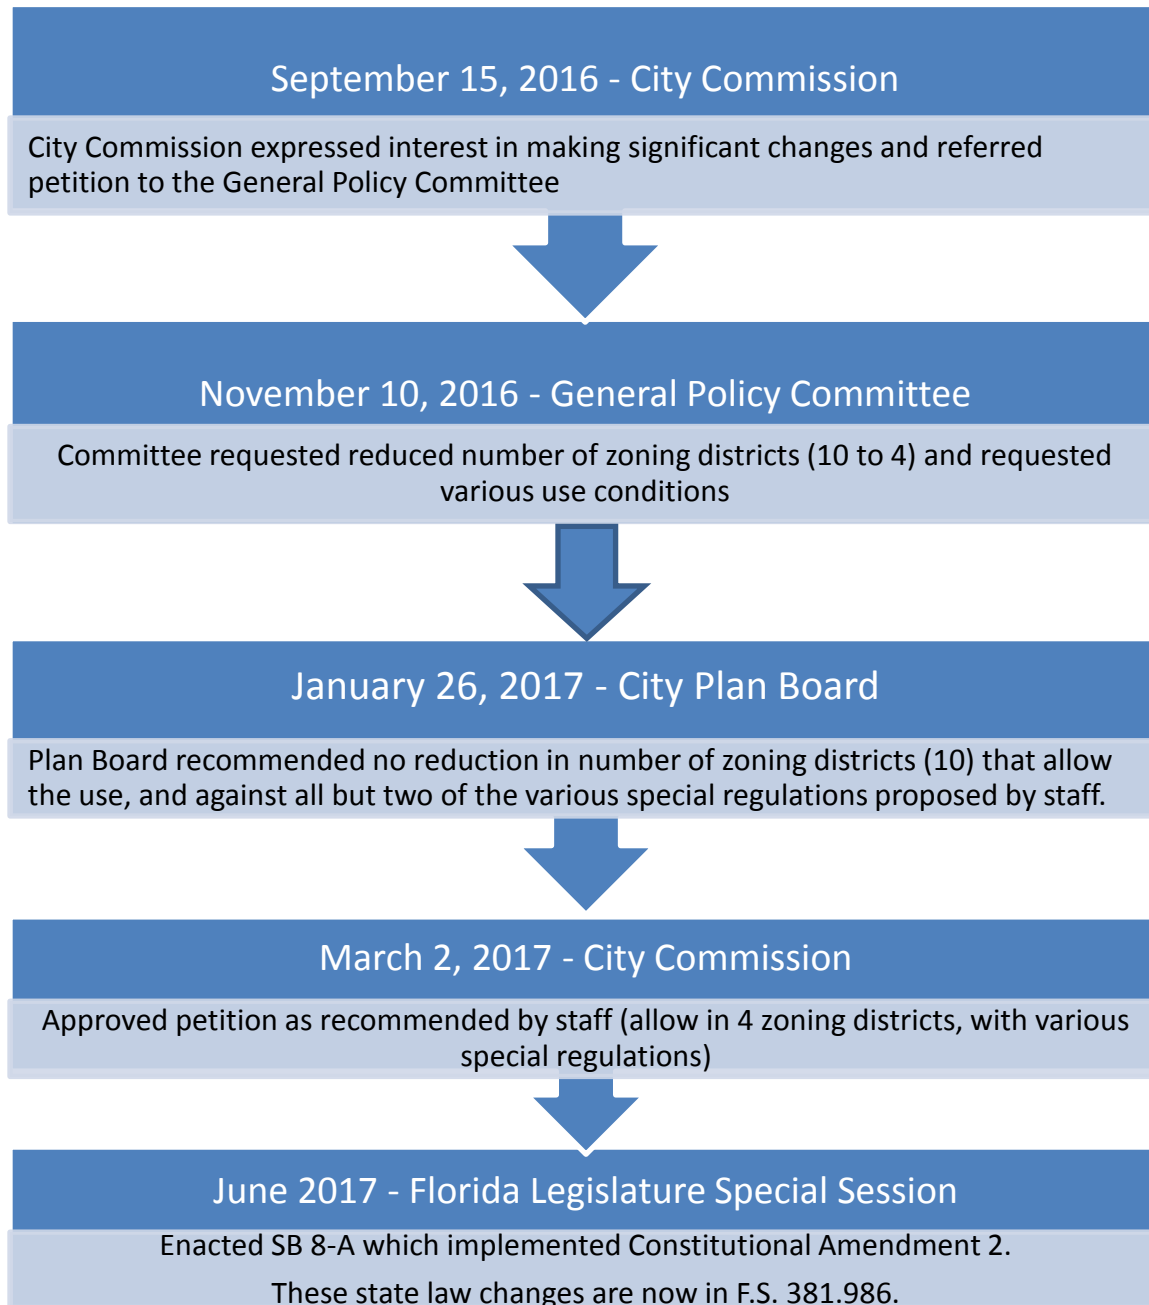 September 15, 2016 - City Commission
City Commission expressed interest in making significant changes and referred
petition to the General Policy Committee
November 10, 2016 - General Policy Committee
Committee requested reduced number of zoning districts (10 to 4) and requested
various use conditions
January 26, 2017 - City Plan Board
Plan Board recommended no reduction in number of zoning districts (10) that allow
the use, and against all but two of the various special regulations proposed by staff.
March 2, 2017 - City Commission
Approved petition as recommended by staff (allow in 4 zoning districts, with various
special regulations)
June 2017 - Florida Legislature Special Session
Enacted SB 8-A which implemented Constitutional Amendment 2.
These state law changes are now in F.S. 381.986.